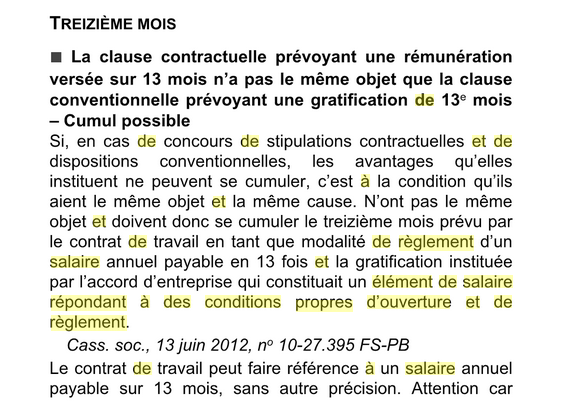 TREIZIÈME MOIS
■ La clause contractuelle prévoyant une rémunération
versée sur 13 mois n’a pas le même objet que la clause
conventionnelle prévoyant une gratification de 13e mois
– Cumul possible
Si, en cas de concours de stipulations contractuelles et de
dispositions conventionnelles, les avantages qu’elles
instituent ne peuvent se cumuler, c’est à la condition qu’ils
aient le même objet et la même cause. N’ont pas le même
objet et doivent donc se cumuler le treizième mois prévu par
le contrat de travail en tant que modalité de règlement d’un
salaire annuel payable en 13 fois et la gratification instituée
par l’accord d’entreprise qui constituait un élément de salaire
répondant à des conditions propres d’ouverture et de
règlement.
Cass. soc., 13 juin 2012, no 10-27.395 FS-PB
Le contrat de travail peut faire référence à un salaire annuel
payable sur 13 mois, sans autre précision. Attention car